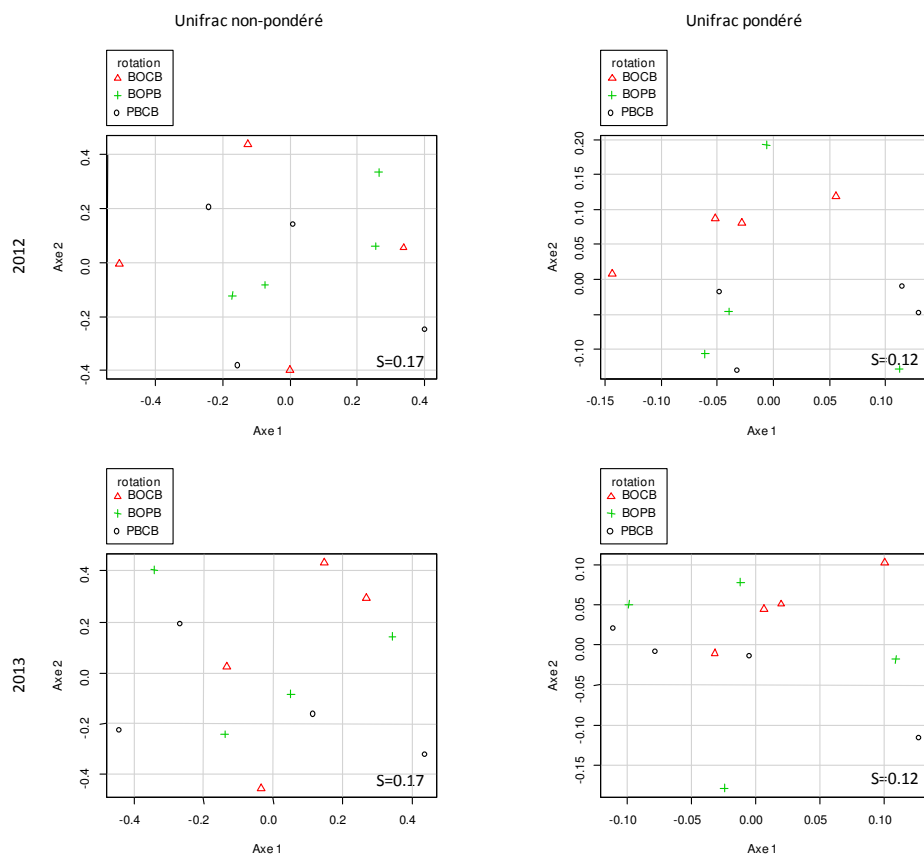 Unifrac non-pondéré
Unifrac pondéré
rotation
BOCB
BOPB
PBCB
2012
Axe 2
0.4
0.2
0.0
-0.2
-0.4
S=0.17
-0.4
-0.2
0.0
0.2
0.4
Axe 1
rotation
BOCB
BOPB
PBCB
Axe 2
0.20
0.15
0.10
0.05
0.00
-0.10
S=0.12
-0.15
-0.05
0.00
0.05
0.10
Axe 1
rotation
BOCB
BOPB
PBCB
2013
Axe 2
0.4
0.2
0.0
-0.2
-0.4
S=0.17
-0.4
-0.2
0.0
0.2
0.4
Axe 1
rotation
BOCB
BOPB
PBCB
Axe 2
0.10
0.05
0.00
-0.05
-0.15
S=0.12
-0.10
-0.05
0.00
0.05
0.10
Axe 1